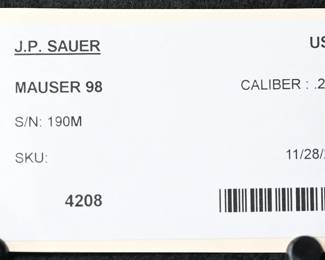 J.P. SAUER US
MAUSER 98 CALIBER : .2
S/N: 190M
SKU: 11/28/
4208